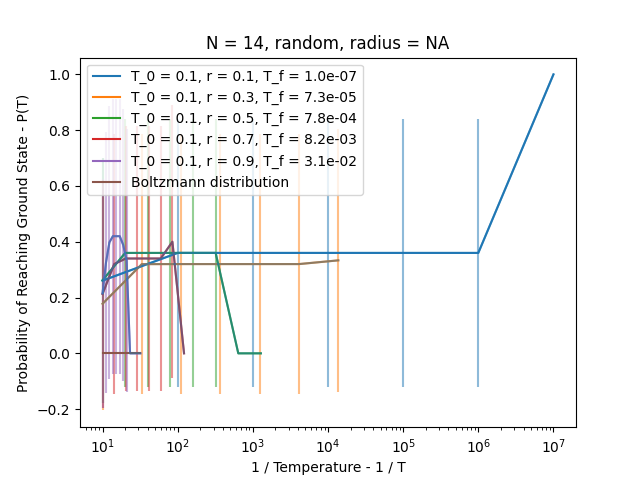 N = 14, random, radius = NA
T_0 = 0.1, r = 0.1, T_f = 1.0e-07
T_0 = 0.1, r = 0.3, T_f = 7.3e-05
T_0 = 0.1, r = 0.5, T_f = 7.8e-04
T_0 = 0.1, r = 0.7, T_f = 8.2e-03
T_0 = 0.1, r = 0.9, T_f = 3.1e-02
Boltzmann distribution
Probability of Reaching Ground State - P(T)
1.0
0.8
0.6
0.4
0.2
0.0
−0.2
10¹ 10² 10³ 10⁴ 10⁵ 10⁶ 10⁷
1 / Temperature - 1 / T